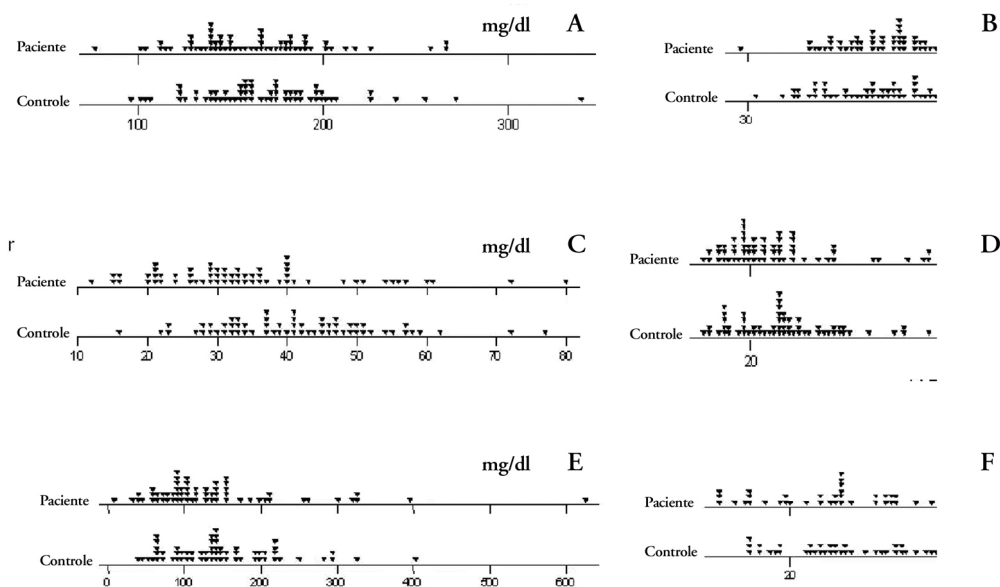 mg/dl A
Paciente
Controle
100 200 300
B
Paciente
Controle
30
r
mg/dl C
Paciente
Controle
10 20 30 40 50 60 70 80
D
Paciente
Controle
20
mg/dl E
Paciente
Controle
0 100 200 300 400 500 600
F
Paciente
Controle
20